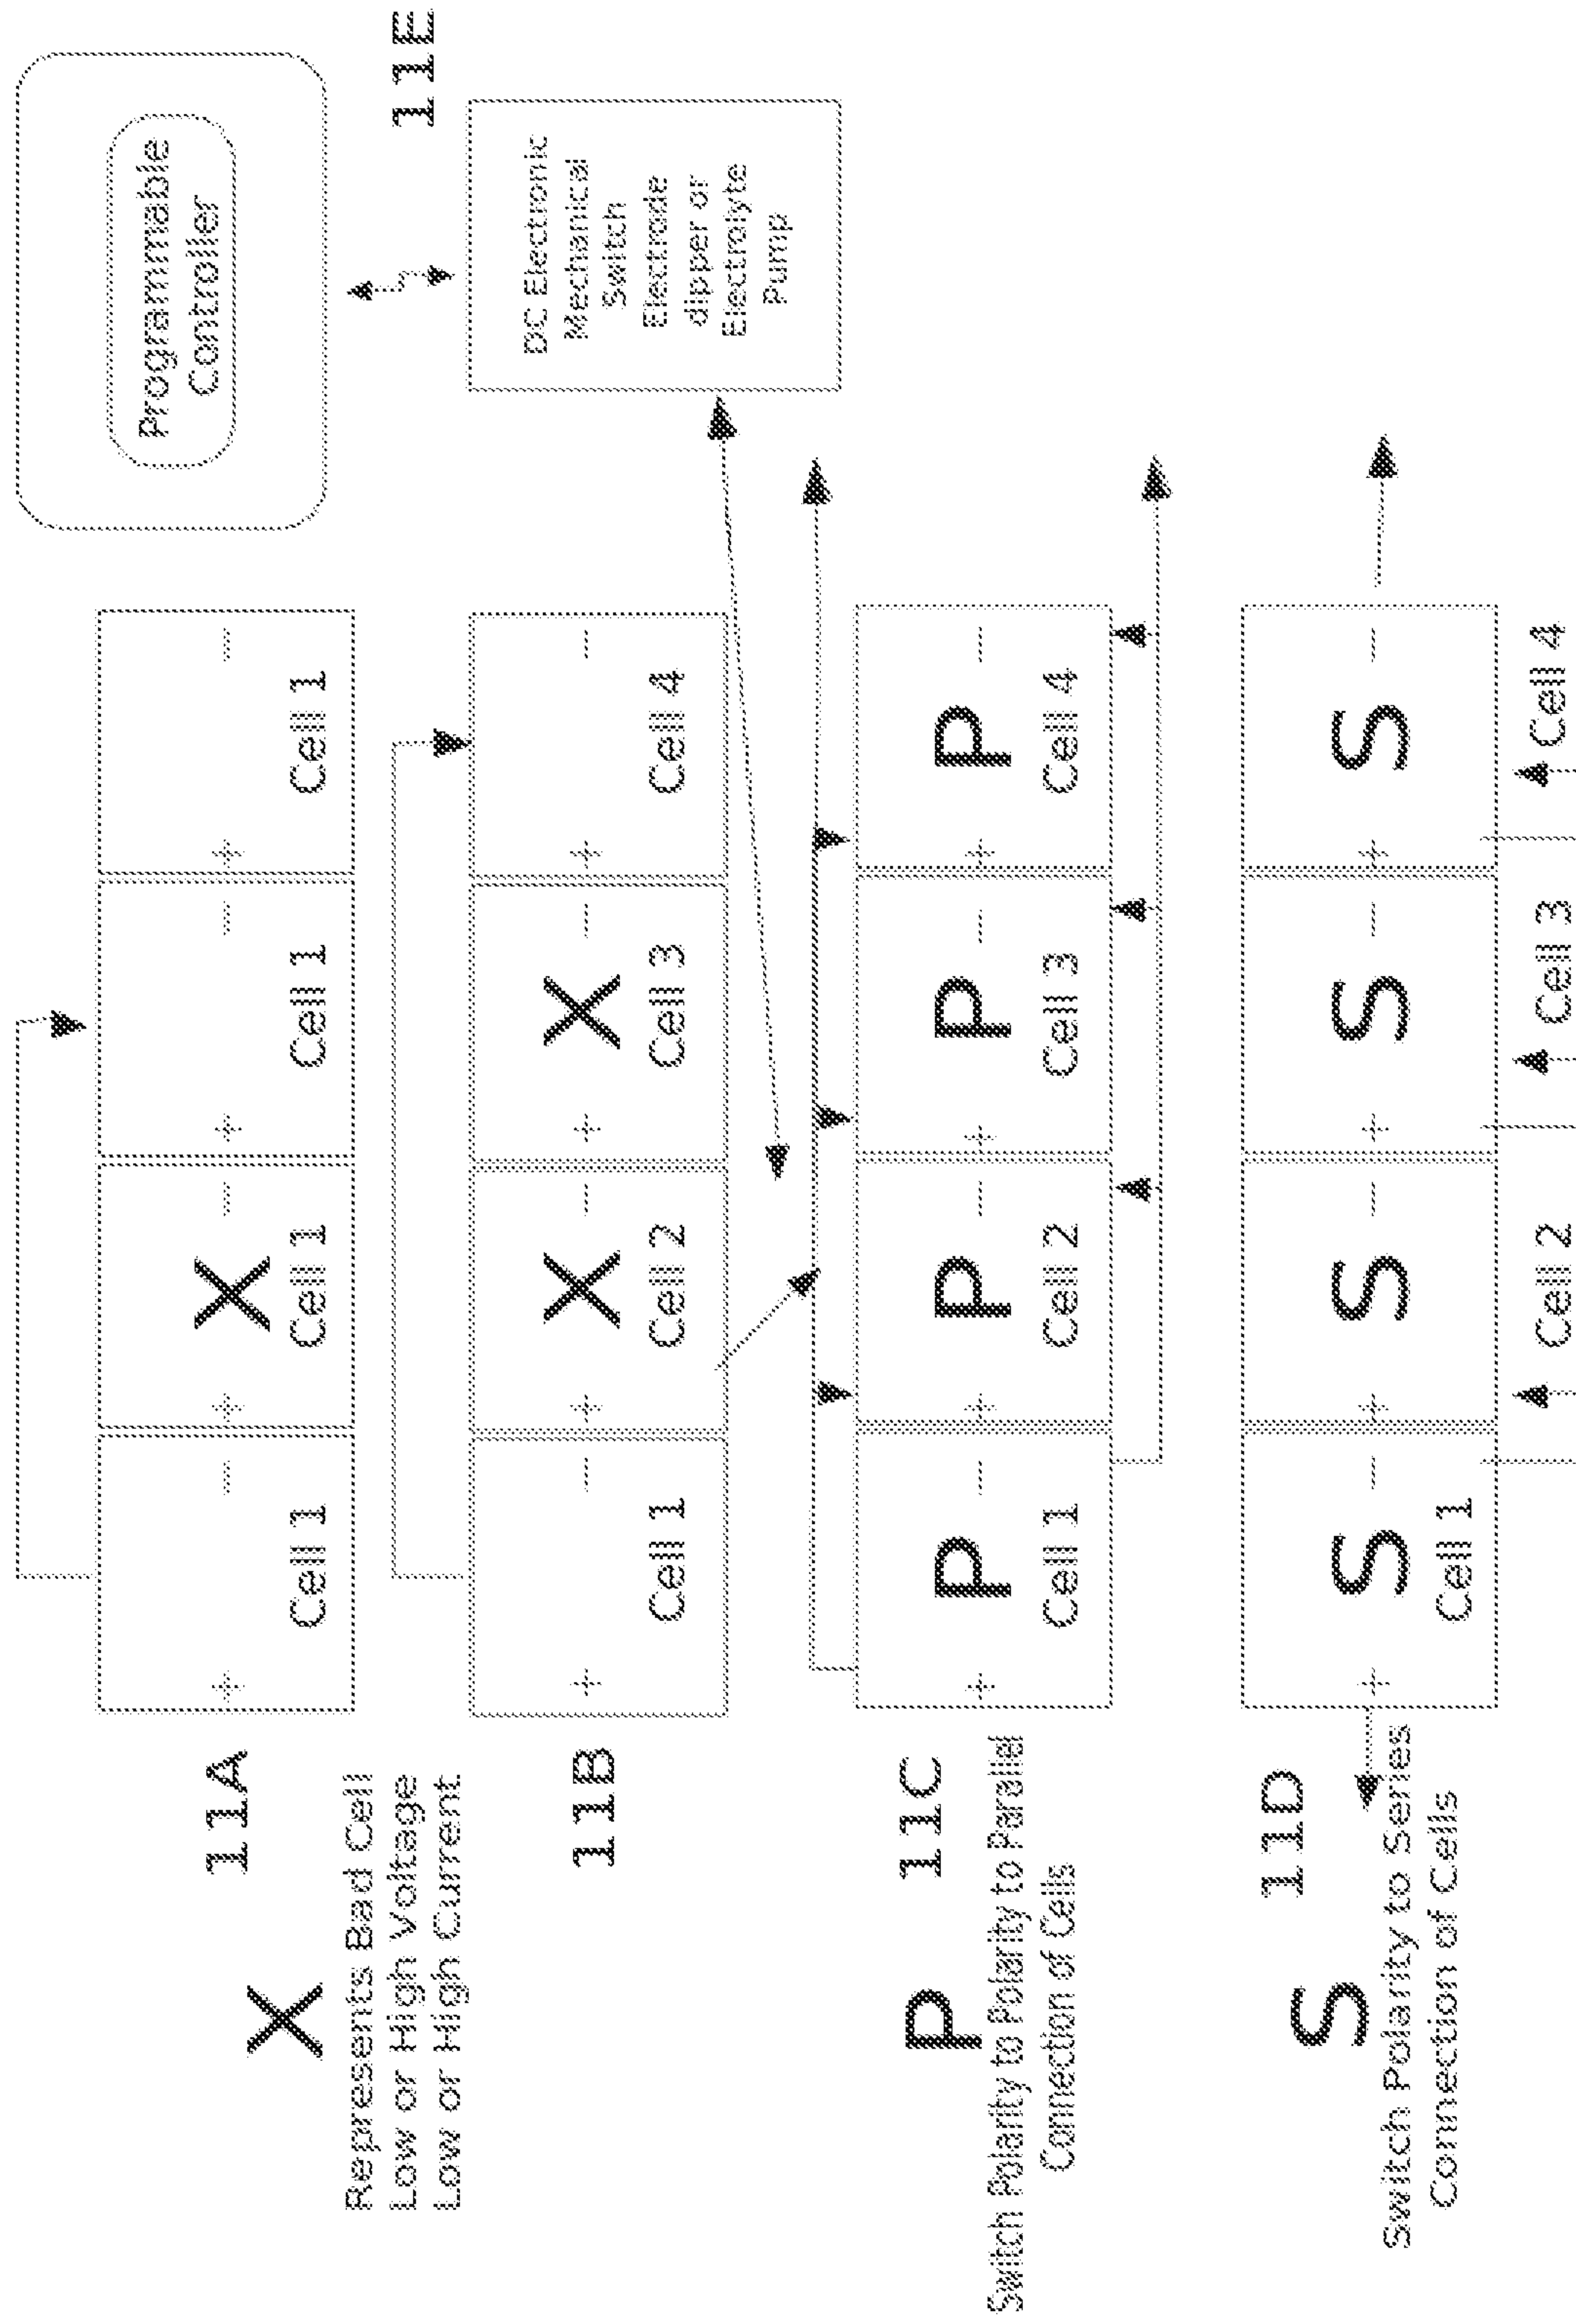 11A
X
Represents Bad Cell
Low or High Voltage
Low or High Current
+ - + - + - + -
X
Cell 1 Cell 1 Cell 1 Cell 1
Programmable
Controller
11B
+ - + - + - + -
X X
Cell 1 Cell 2 Cell 3 Cell 4
11E
DC Electronic
Mechanical
Switch
Electrode
dipper or
Electrolyte
Pump
11C
P
Switch Polarity to Polarity to Parallel
Connection of Cells
+ - + - + - + -
P P P P
Cell 1 Cell 2 Cell 3 Cell 4
11D
S
Switch Polarity to Series
Connection of Cells
+ - + - + - + -
S S S S
Cell 1
Cell 2 Cell 3 Cell 4